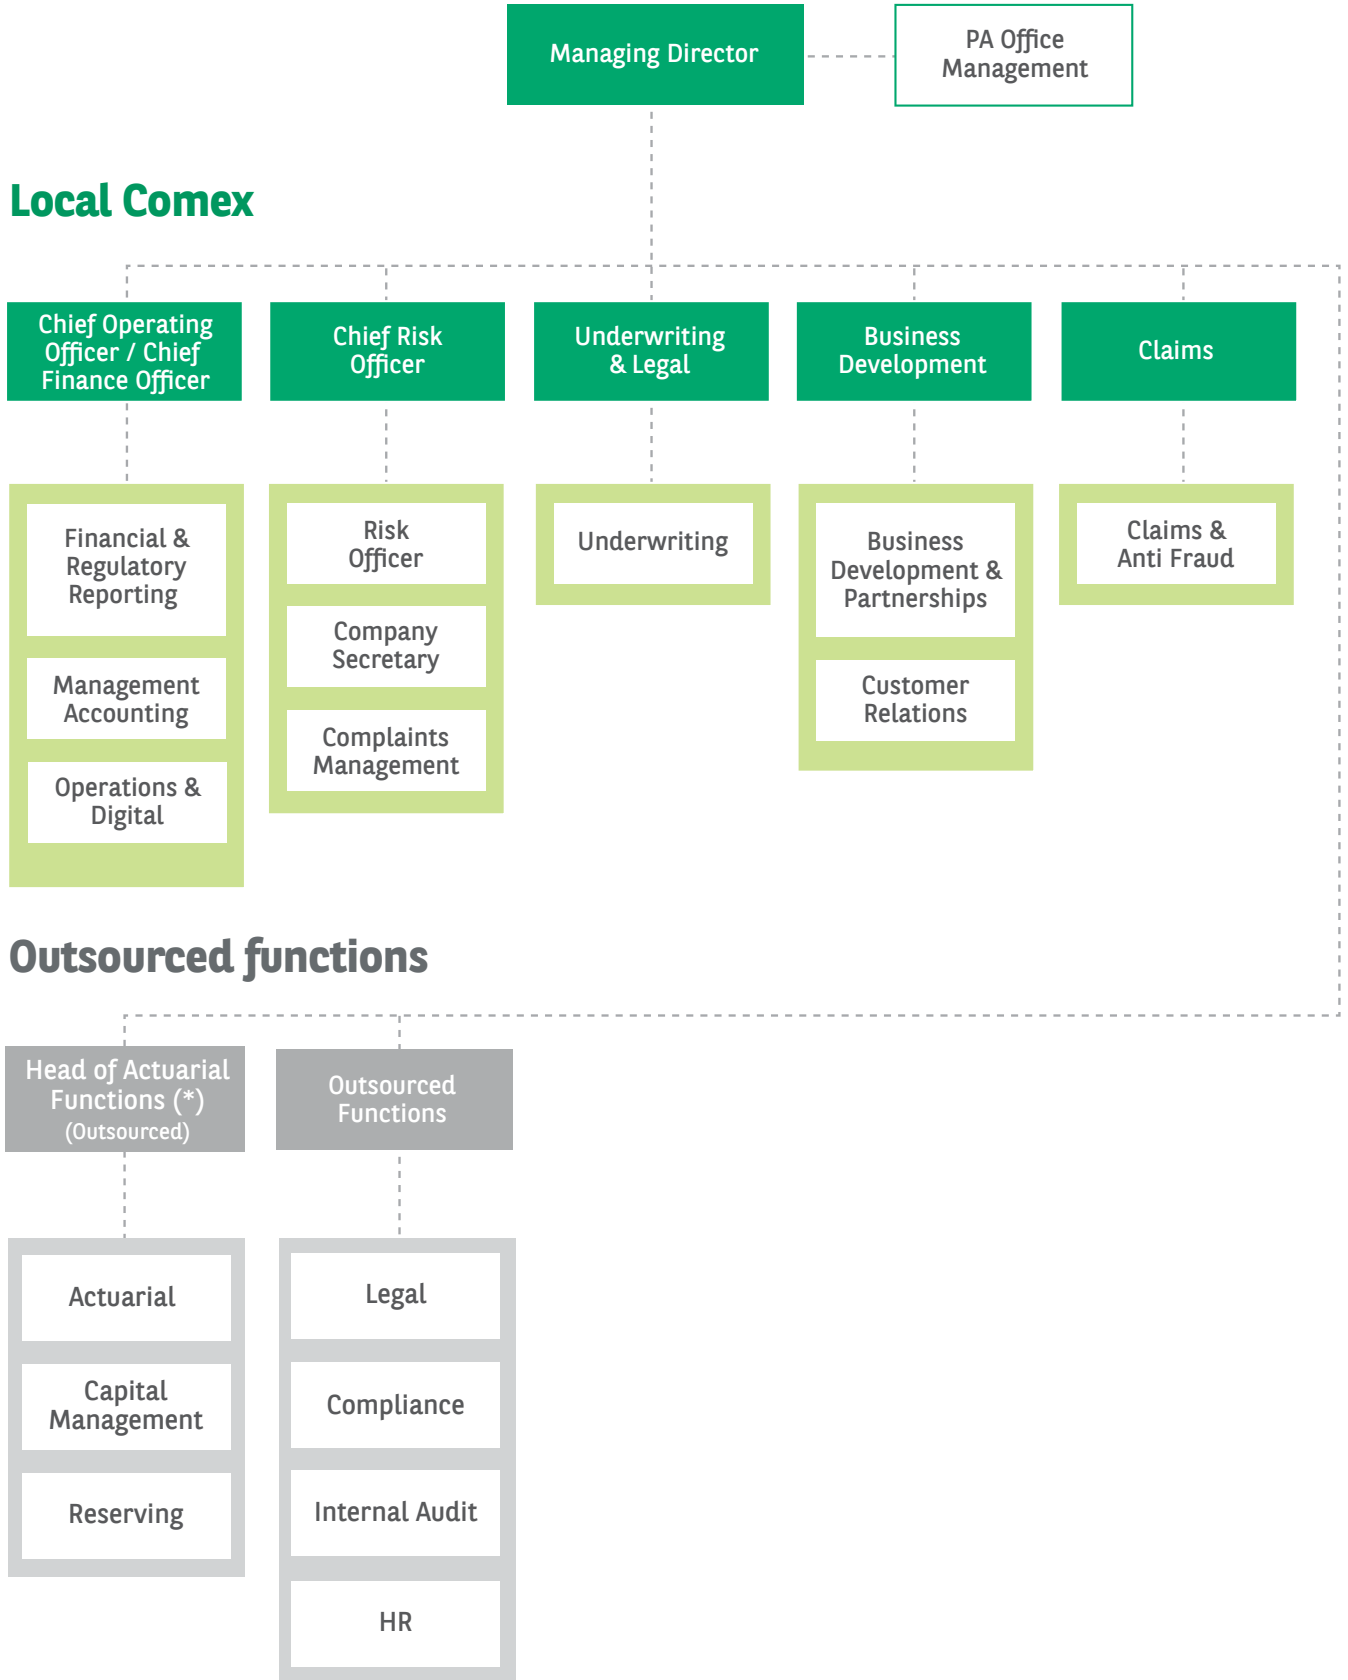 Managing Director
PA Office
Management
Local Comex
Chief Operating
Officer / Chief
Finance Officer
Chief Risk
Officer
Underwriting
& Legal
Business
Development
Claims
Financial &
Regulatory
Reporting
Management
Accounting
Operations &
Digital
Risk
Officer
Company
Secretary
Complaints
Management
Underwriting
Business
Development &
Partnerships
Customer
Relations
Claims &
Anti Fraud
Outsourced functions
Head of Actuarial
Functions (*)
(Outsourced)
Outsourced
Functions
Actuarial
Capital
Management
Reserving
Legal
Compliance
Internal Audit
HR